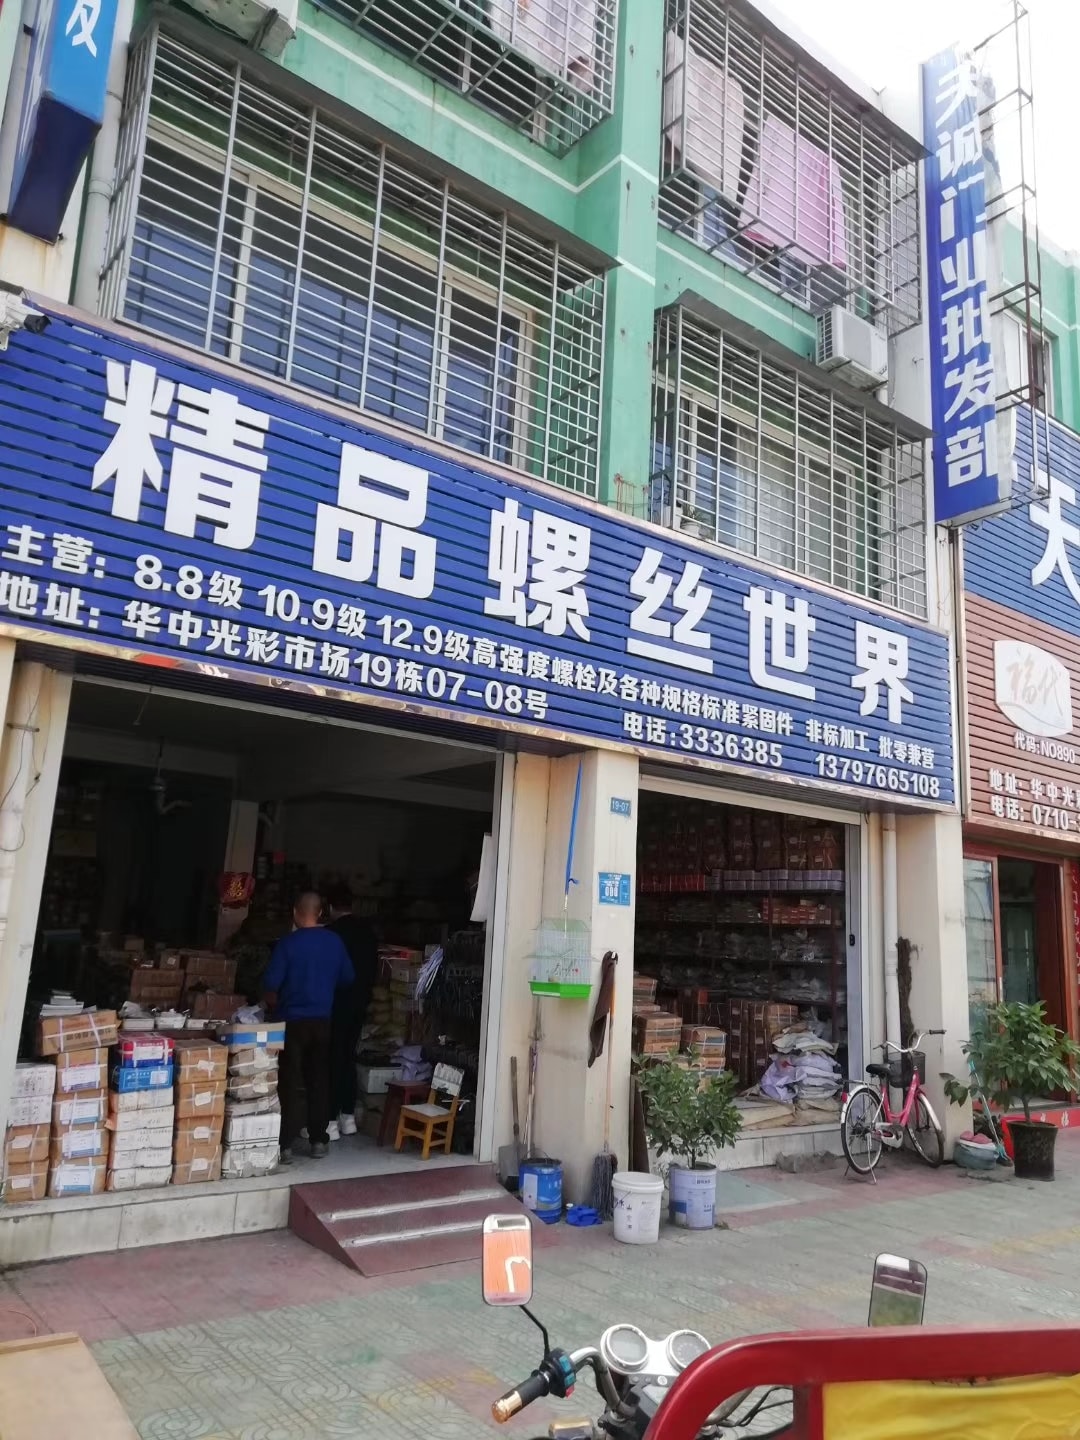 发
精品螺丝世界
主营：8.8级 10.9级 12.9级高强度螺栓及各种规格标准紧固件 非标加工 批零兼营
地址：华中光彩市场19栋07-08号
电话：3336385 13797665108
19-07
天诚门业批发部
天
福代
代码:NO890
地址：华中光
电话：0710-